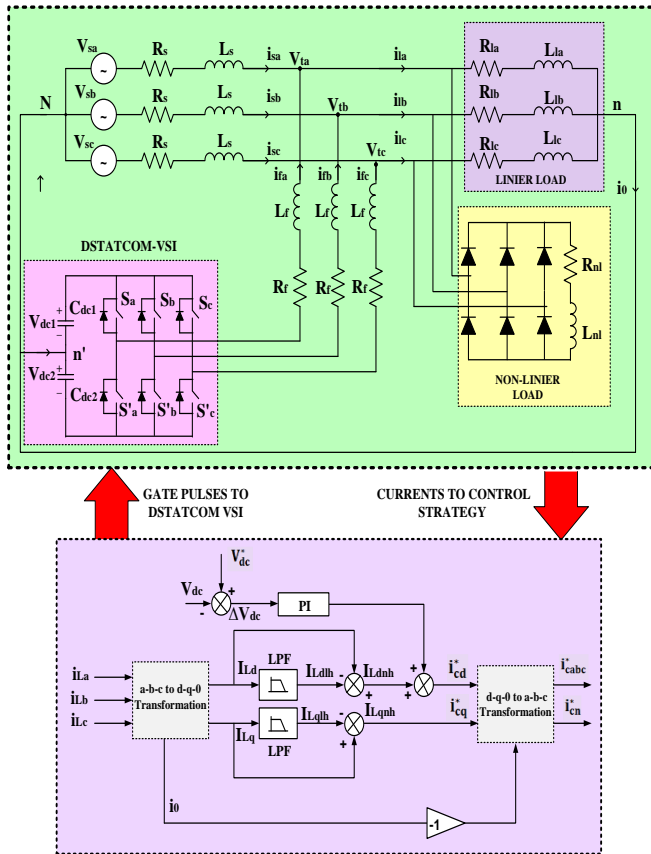 Vsa Rs Ls isa Vta ila Rla Lla
N Vsb Rs Ls isb Vtb ilb Rlb Llb n
Vsc Rs Ls isc Vtc ilc Rlc Llc
~
~
~
ifa ifb ifc
i0
LINIER LOAD
Lf Lf Lf
DSTATCOM-VSI
Rf Rf Rf
Rnl
Lnl
+ Cdc1 Sa Sb Sc
Vdc1
-
n'
+
Vdc2
- Cdc2 S'a S'b S'c
NON-LINIER
LOAD
GATE PULSES TO
DSTATCOM VSI
CURRENTS TO CONTROL
STRATEGY
V*dc
Vdc + - ΔVdc PI
iLa
iLb
iLc
a-b-c to d-q-0
Transformation
ILd LPF ILdlh - + ILdnh + + i*cd
ILq ILqlh - + ILqnh i*cq
LPF
d-q-0 to a-b-c
Transformation
i*cabc
i*cn
i0
-1